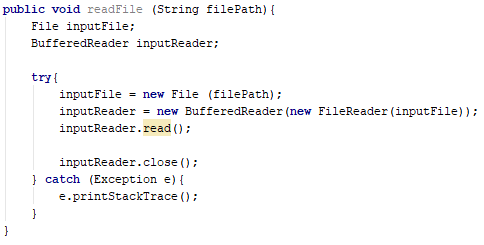 public void readFile (String filePath){
    File inputFile;
    BufferedReader inputReader;

    try{
        inputFile = new File (filePath);
        inputReader = new BufferedReader(new FileReader(inputFile));
        inputReader.read();

        inputReader.close();
    } catch (Exception e){
        e.printStackTrace();
    }
}